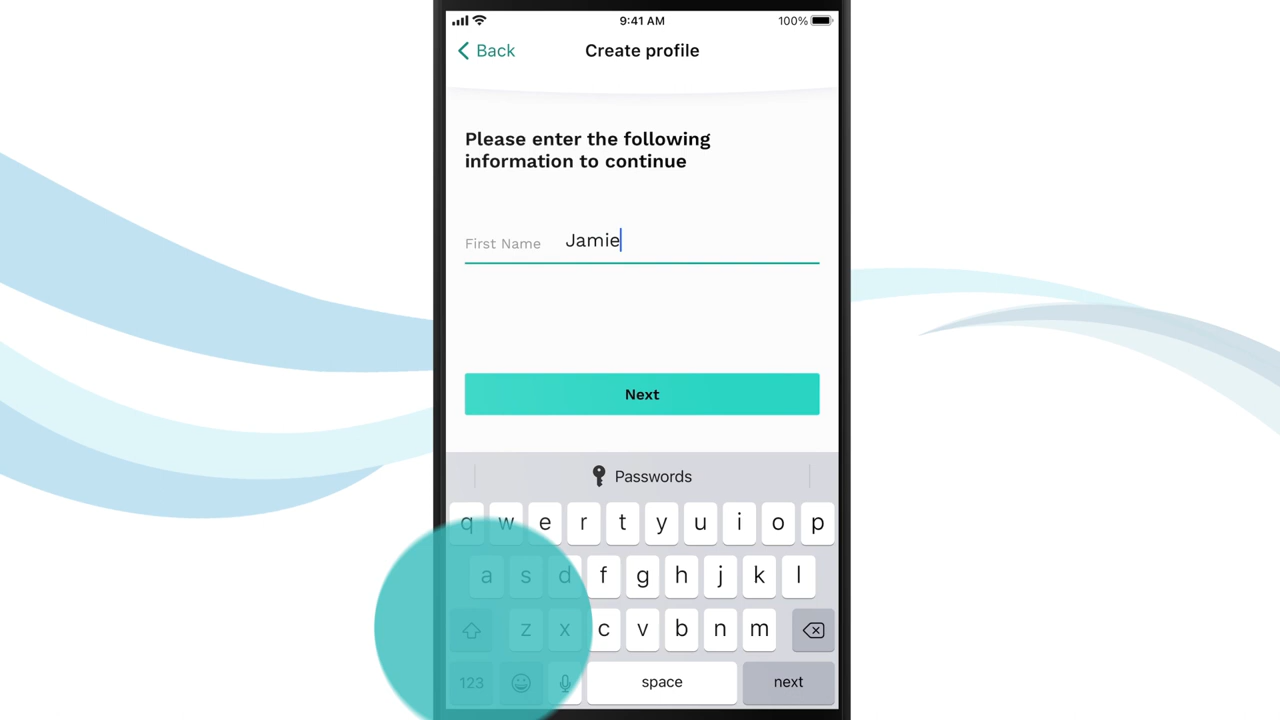 9:41 AM 100%
Back Create profile
Please enter the following
information to continue
First Name Jamie
Next
Passwords
q w e r t y u i o p
a s d f g h j k l
z x c v b n m
123 space next